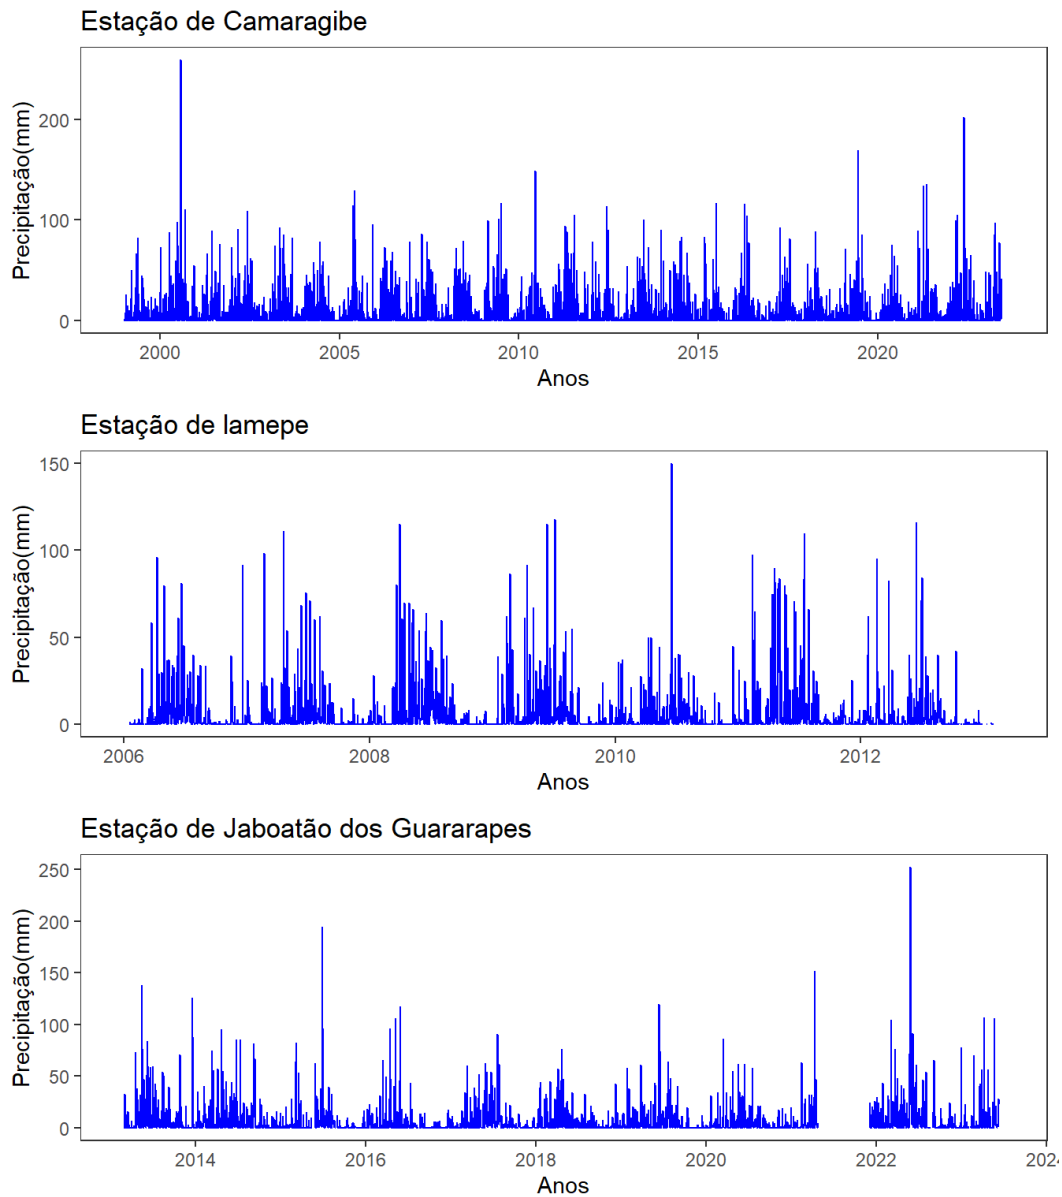 Estação de Camaragibe
Precipitação(mm)
200
100
0
2000 2005 2010 2015 2020
Anos
Estação de Iamepe
Precipitação(mm)
150
100
50
0
2006 2008 2010 2012
Anos
Estação de Jaboatão dos Guararapes
Precipitação(mm)
250
200
150
100
50
0
2014 2016 2018 2020 2022 202
Anos